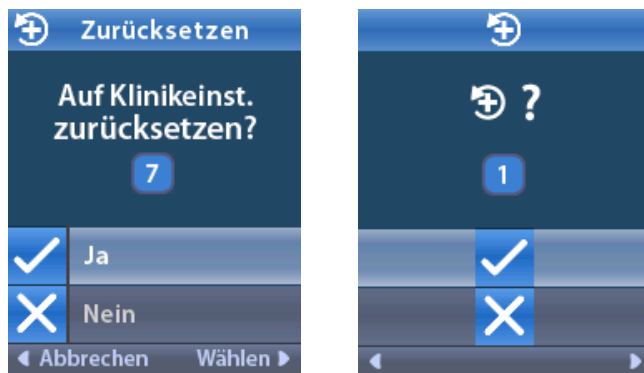 Zurücksetzen
Auf Klinikeinst.
zurücksetzen?
7
Ja
Nein
Abbrechen Wählen
?
1